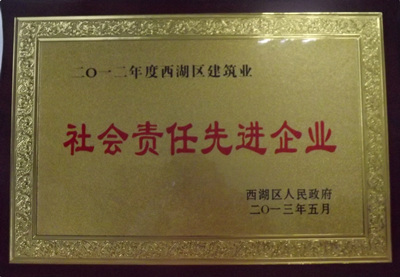 二〇一二年度西湖区建筑业
社会责任先进企业
西湖区人民政府
二〇一三年五月